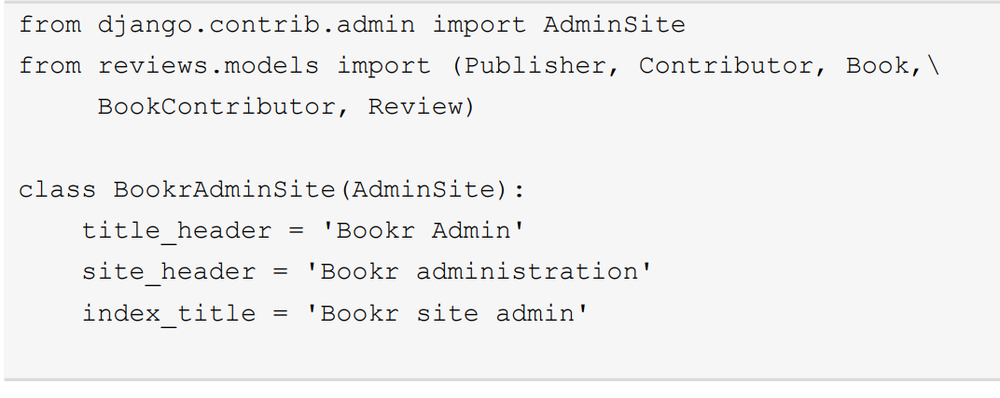 from django.contrib.admin import AdminSite
from reviews.models import (Publisher, Contributor, Book,\
     BookContributor, Review)

class BookrAdminSite(AdminSite):
    title_header = 'Bookr Admin'
    site_header = 'Bookr administration'
    index_title = 'Bookr site admin'